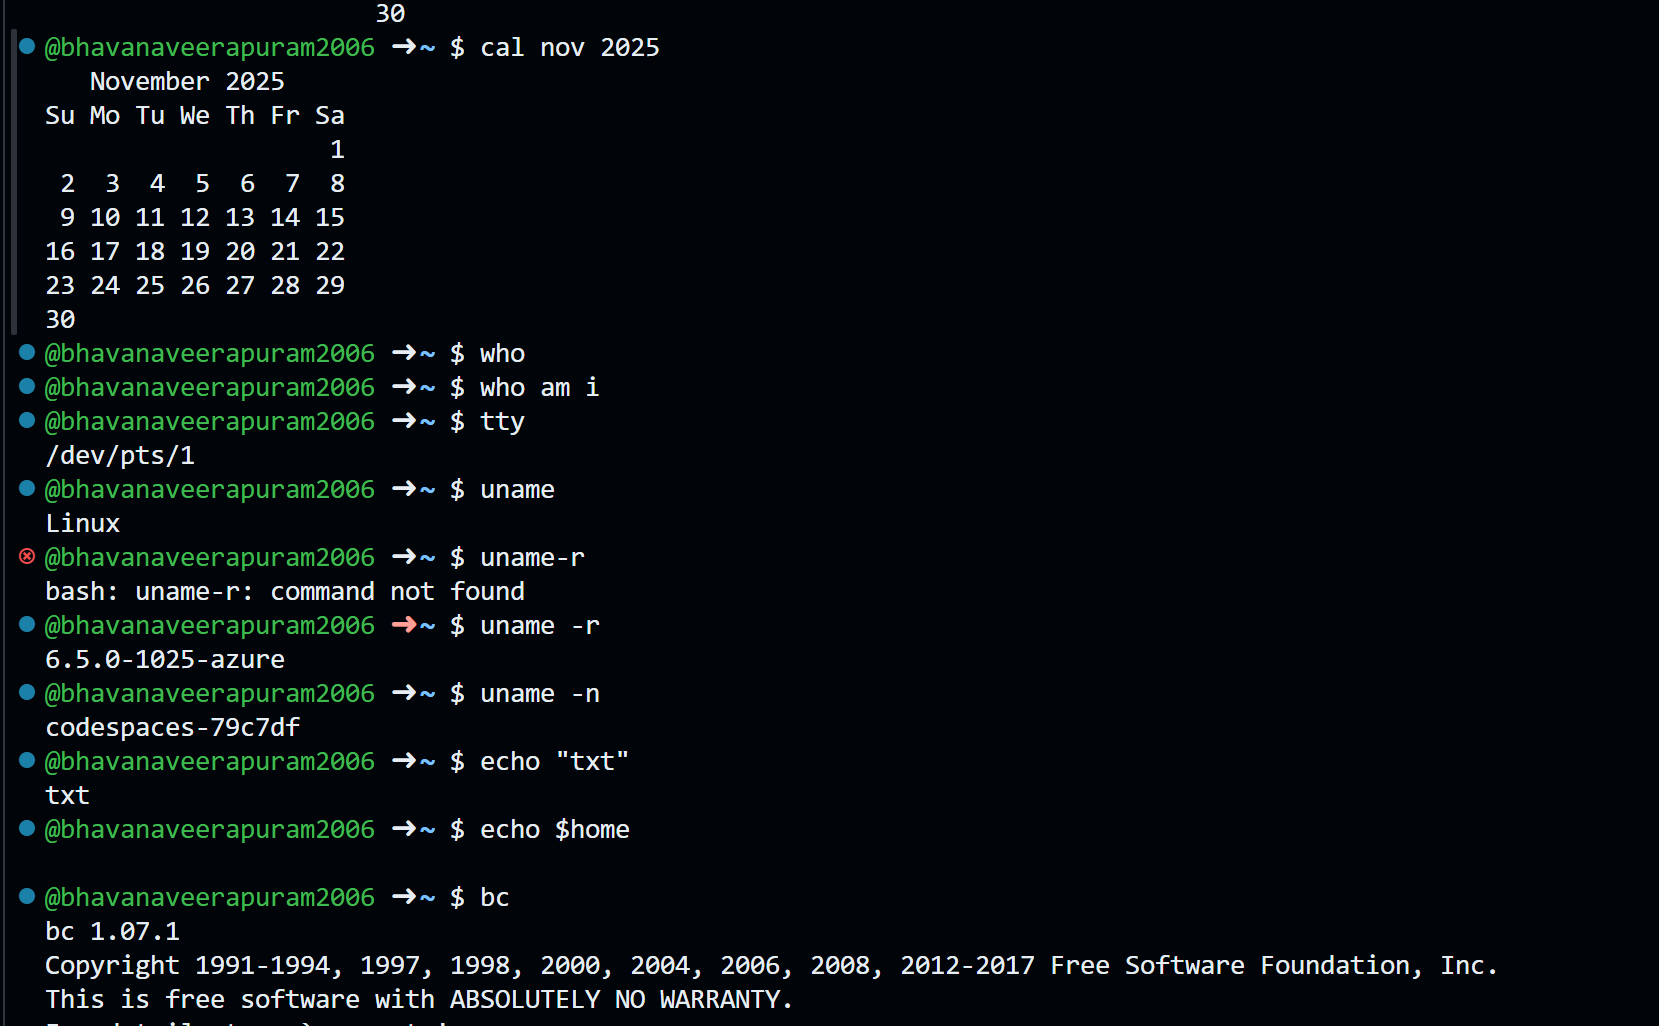 30
@bhavanaveerapuram2006 ➜ ~ $ cal nov 2025
   November 2025
Su Mo Tu We Th Fr Sa
                   1
 2  3  4  5  6  7  8
 9 10 11 12 13 14 15
16 17 18 19 20 21 22
23 24 25 26 27 28 29
30
@bhavanaveerapuram2006 ➜ ~ $ who
@bhavanaveerapuram2006 ➜ ~ $ who am i
@bhavanaveerapuram2006 ➜ ~ $ tty
/dev/pts/1
@bhavanaveerapuram2006 ➜ ~ $ uname
Linux
@bhavanaveerapuram2006 ➜ ~ $ uname-r
bash: uname-r: command not found
@bhavanaveerapuram2006 ➜ ~ $ uname -r
6.5.0-1025-azure
@bhavanaveerapuram2006 ➜ ~ $ uname -n
codespaces-79c7df
@bhavanaveerapuram2006 ➜ ~ $ echo "txt"
txt
@bhavanaveerapuram2006 ➜ ~ $ echo $home
@bhavanaveerapuram2006 ➜ ~ $ bc
bc 1.07.1
Copyright 1991-1994, 1997, 1998, 2000, 2004, 2006, 2008, 2012-2017 Free Software Foundation, Inc.
This is free software with ABSOLUTELY NO WARRANTY.